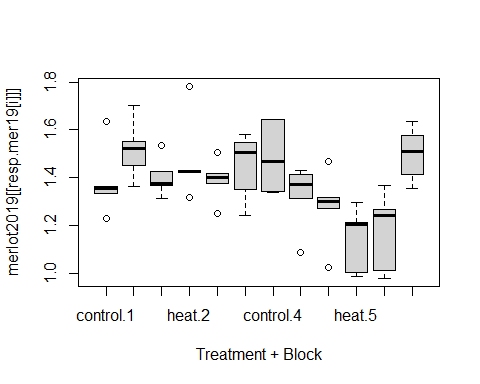 merlot2019[[resp.mer19[i]]]
1.8
1.6
1.4
1.2
1.0
control.1 heat.2 control.4 heat.5
Treatment + Block